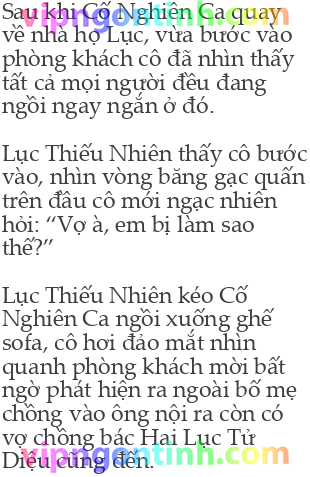 Sau khi Cố Nghiên Ca quay
về nhà họ Lục, vừa bước vào
phòng khách cô đã nhìn thấy
tất cả mọi người đều đang
ngồi ngay ngắn ở đó.
Lục Thiếu Nhiên thấy cô bước
vào, nhìn vòng băng gạc quấn
trên đầu cô mới ngạc nhiên
hỏi: “Vợ à, em bị làm sao
thế?”
Lục Thiếu Nhiên kéo Cố
Nghiên Ca ngồi xuống ghế
sofa, cô hơi đảo mắt nhìn
quanh phòng khách mời bất
ngờ phát hiện ra ngoài bố mẹ
chồng vào ông nội ra còn có
vợ chồng bác Hai Lục Tử
Diệu cũng đến.
vipngontinh.com
vipngontinh.com